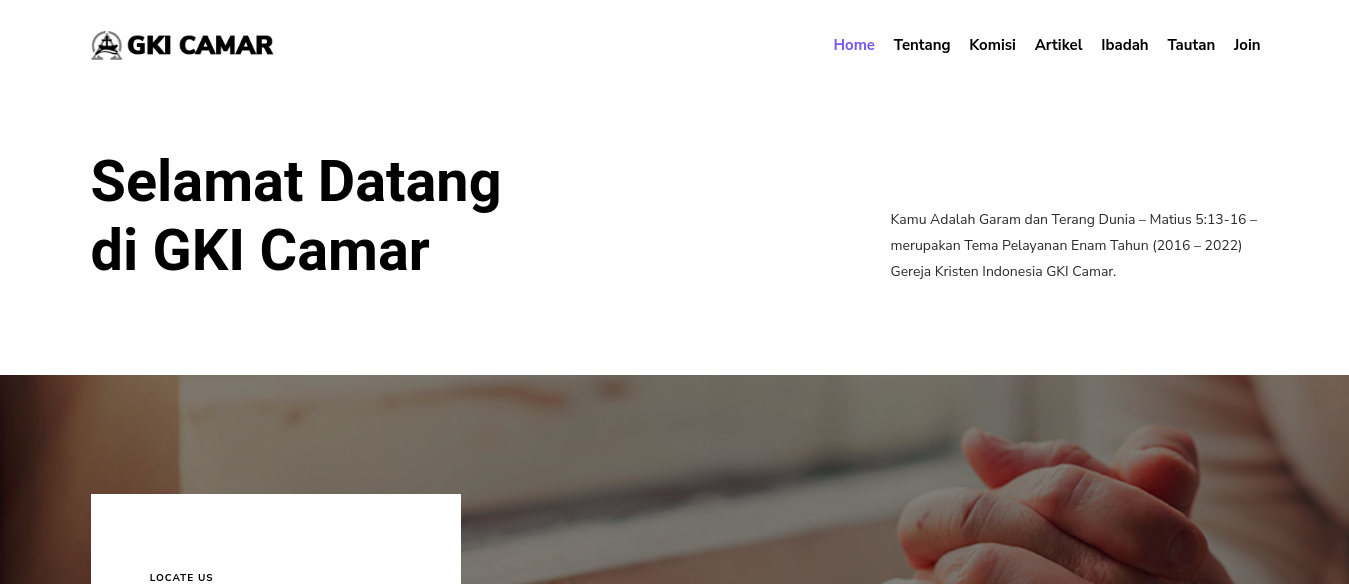 GKI CAMAR
Home Tentang Komisi Artikel Ibadah Tautan Join
Selamat Datang
di GKI Camar
Kamu Adalah Garam dan Terang Dunia – Matius 5:13-16 –
merupakan Tema Pelayanan Enam Tahun (2016 – 2022)
Gereja Kristen Indonesia GKI Camar.
LOCATE US